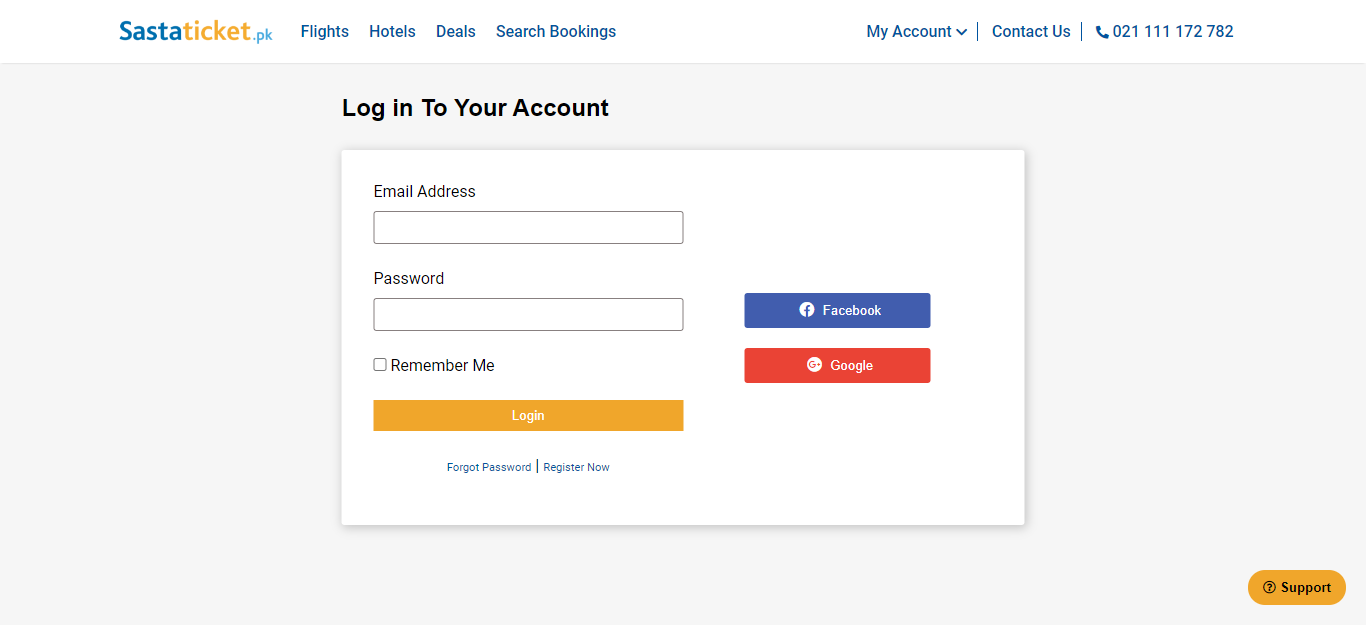 Sastaticket.pk Flights Hotels Deals Search Bookings My Account Contact Us 021 111 172 782
Log in To Your Account
Email Address
Password
Facebook
Remember Me
Google
Login
Forgot Password | Register Now
Support